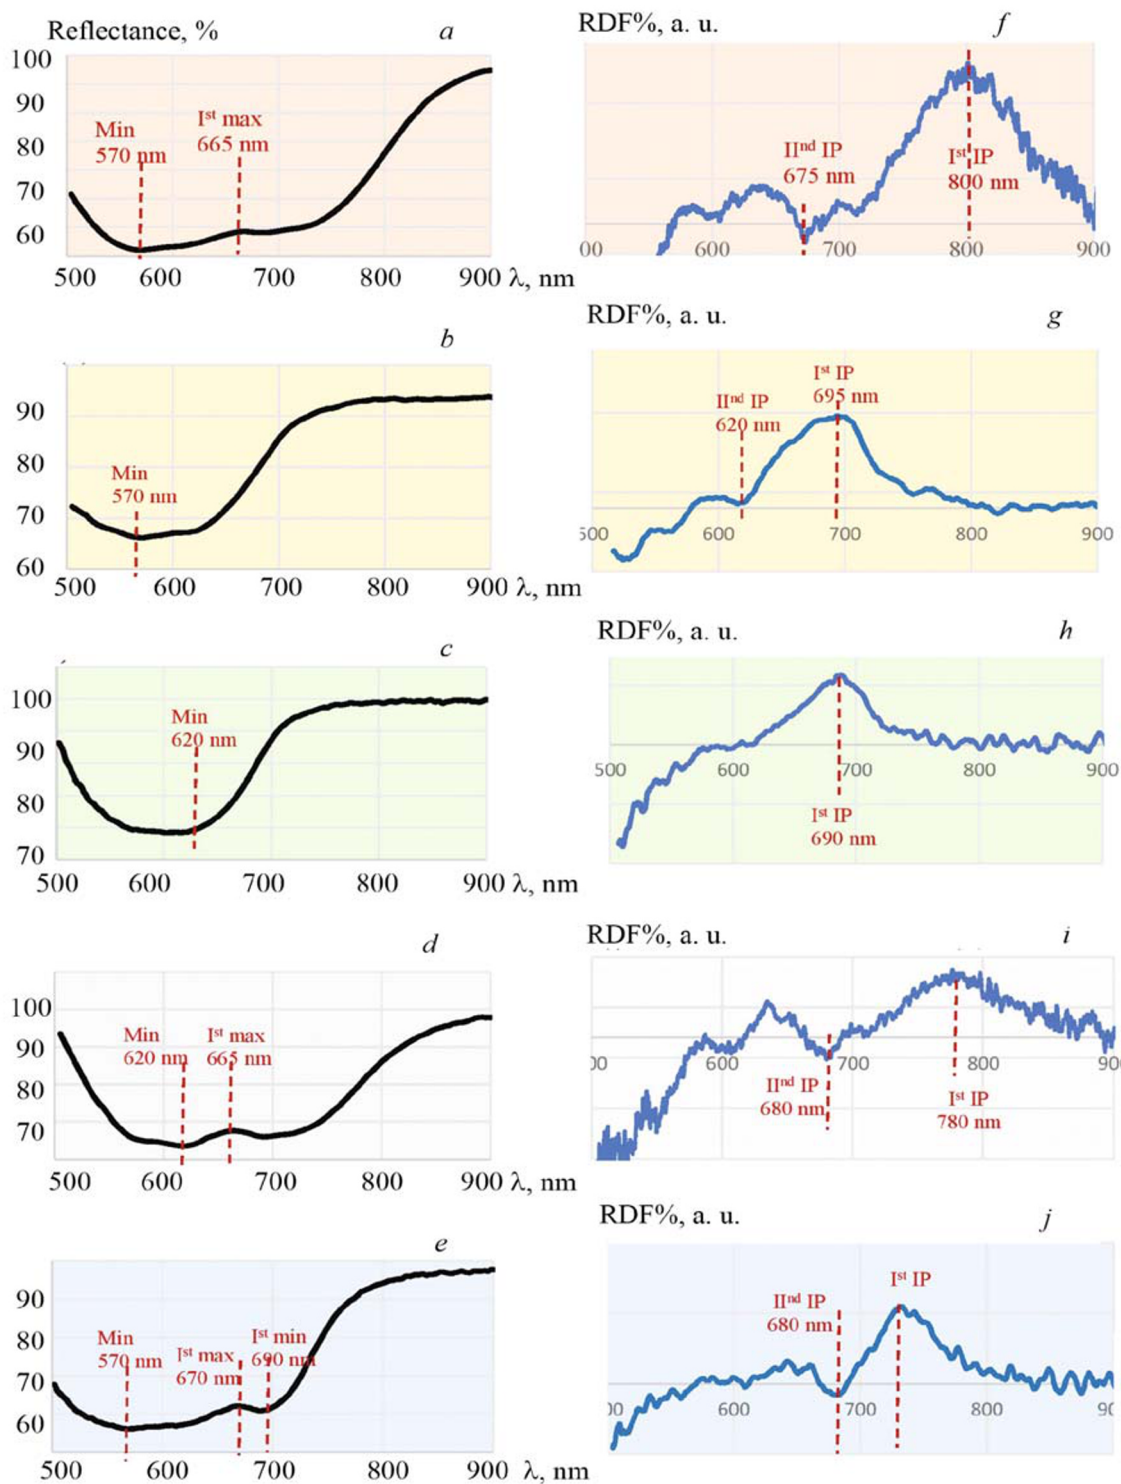 Reflectance, % a
100
90
80
70
60
Min
570 nm
Iˢᵗ max
665 nm
500 600 700 800 900 λ, nm
RDF%, a. u. f
IIⁿᵈ IP
675 nm
Iˢᵗ IP
800 nm
00 600 700 800 900
b
90
80
70
60
Min
570 nm
500 600 700 800 900 λ, nm
RDF%, a. u. g
IIⁿᵈ IP
620 nm
Iˢᵗ IP
695 nm
500 600 700 800 900
c
100
90
80
70
Min
620 nm
500 600 700 800 900 λ, nm
RDF%, a. u. h
500 600 700 800 900
Iˢᵗ IP
690 nm
d
100
90
80
70
Min
620 nm
Iˢᵗ max
665 nm
500 600 700 800 900 λ, nm
RDF%, a. u. i
00 600 700 800 90
IIⁿᵈ IP
680 nm
Iˢᵗ IP
780 nm
e
90
80
70
60
Min
570 nm
Iˢᵗ max
670 nm
Iˢᵗ min
690 nm
500 600 700 800 900 λ, nm
RDF%, a. u. j
IIⁿᵈ IP
680 nm
Iˢᵗ IP
00 600 700 800 90